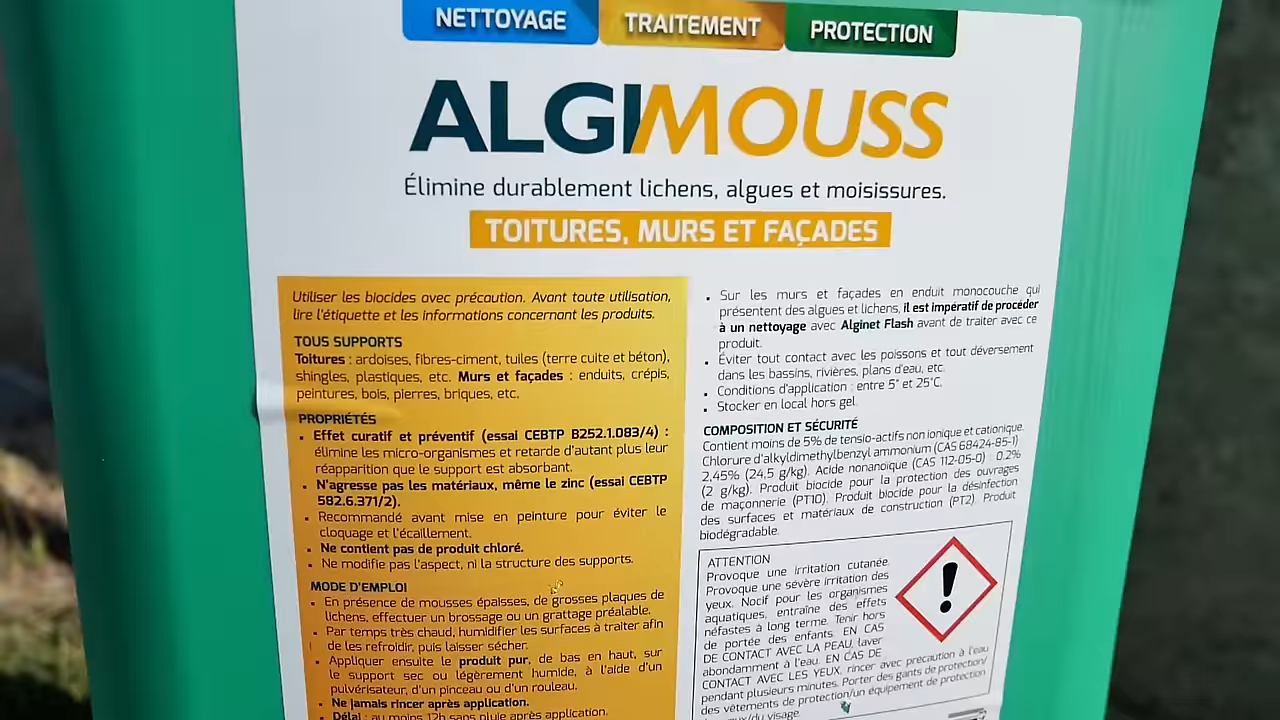 NETTOYAGE TRAITEMENT PROTECTION
ALGIMOUSS
Élimine durablement lichens, algues et moisissures.
TOITURES, MURS ET FAÇADES
Utiliser les biocides avec précaution. Avant toute utilisation,
lire l'étiquette et les informations concernant les produits.
TOUS SUPPORTS
Toitures : ardoises, fibres-ciment, tuiles (terre cuite et béton),
shingles, plastiques, etc. Murs et façades : enduits, crépis,
peintures, bois, pierres, briques, etc.
PROPRIÉTÉS
• Effet curatif et préventif (essai CEBTP B252.1.083/4) :
élimine les micro-organismes et retarde d'autant plus leur
réapparition que le support est absorbant.
• N'agresse pas les matériaux, même le zinc (essai CEBTP
582.6.371/2).
• Recommandé avant mise en peinture pour éviter le
cloquage et l'écaillement.
• Ne contient pas de produit chloré.
• Ne modifie pas l'aspect, ni la structure des supports.
MODE D'EMPLOI
• En présence de mousses épaisses, de grosses plaques de
lichens, effectuer un brossage ou un grattage préalable.
• Par temps très chaud, humidifier les surfaces à traiter afin
de les refroidir, puis laisser sécher.
• Appliquer ensuite le produit pur, de bas en haut, sur
le support sec ou légèrement humide, à l'aide d'un
pulvérisateur, d'un pinceau ou d'un rouleau.
• Ne jamais rincer après application.
• Délai : au moins 12h sans pluie après application.
• Sur les murs et façades en enduit monocouche qui
présentent des algues et lichens, il est impératif de procéder
à un nettoyage avec Alginet Flash avant de traiter avec ce
produit.
• Éviter tout contact avec les poissons et tout déversement
dans les bassins, rivières, plans d'eau, etc.
• Conditions d'application : entre 5° et 25°C.
• Stocker en local hors gel.
COMPOSITION ET SÉCURITÉ
Contient moins de 5% de tensio-actifs non ionique et cationique.
Chlorure d'alkyldimethylbenzyl ammonium (CAS 68424-85-1)
2,45% (24,5 g/kg). Acide nonanoïque (CAS 112-05-0) : 0.2%
(2 g/kg). Produit biocide pour la protection des ouvrages
de maçonnerie (PT10). Produit biocide pour la désinfection
des surfaces et matériaux de construction (PT2). Produit
biodégradable.
ATTENTION
Provoque une irritation cutanée.
Provoque une sévère irritation des
yeux. Nocif pour les organismes
aquatiques, entraîne des effets
néfastes à long terme. Tenir hors
de portée des enfants. EN CAS
DE CONTACT AVEC LA PEAU, laver
abondamment à l'eau. EN CAS DE
CONTACT AVEC LES YEUX, rincer avec précaution à l'eau
pendant plusieurs minutes. Porter des gants de protection/
des vêtements de protection/un équipement de protection
yeux/du visage.